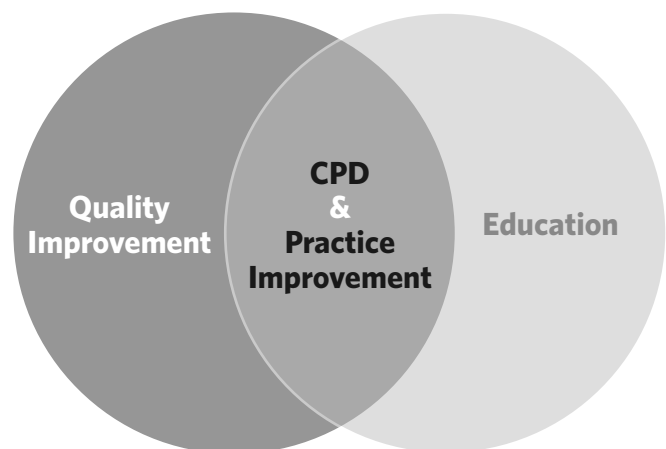 Quality
Improvement
CPD
&
Practice
Improvement
Education